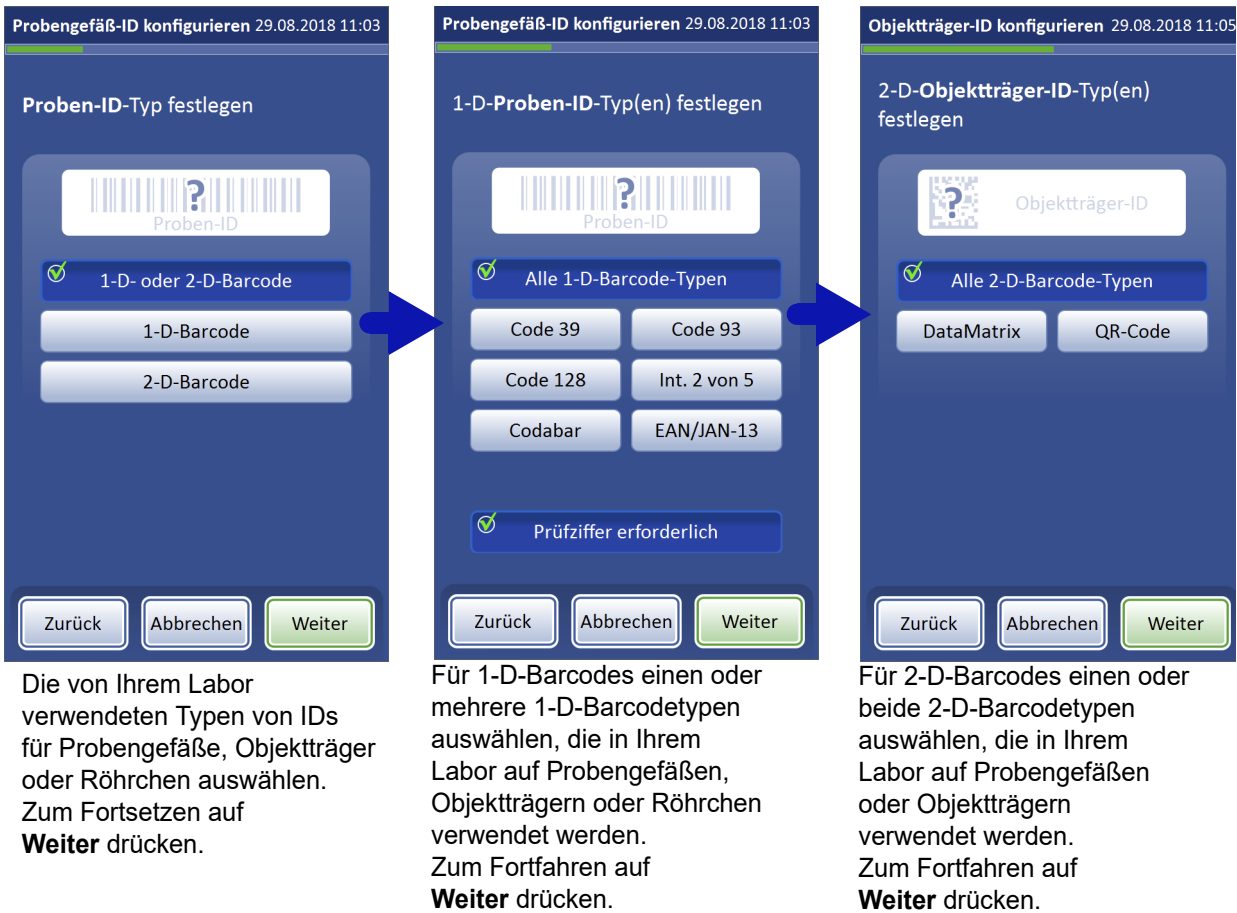 Probengefäß-ID konfigurieren 29.08.2018 11:03
Proben-ID-Typ festlegen
?
Proben-ID
1-D- oder 2-D-Barcode
1-D-Barcode
2-D-Barcode
Zurück
Abbrechen
Weiter
Die von Ihrem Labor
verwendeten Typen von IDs
für Probengefäße, Objektträger
oder Röhrchen auswählen.
Zum Fortsetzen auf
Weiter drücken.
Probengefäß-ID konfigurieren 29.08.2018 11:03
1-D-Proben-ID-Typ(en) festlegen
?
Proben-ID
Alle 1-D-Barcode-Typen
Code 39
Code 93
Code 128
Int. 2 von 5
Codabar
EAN/JAN-13
Prüfziffer erforderlich
Zurück
Abbrechen
Weiter
Für 1-D-Barcodes einen oder
mehrere 1-D-Barcodetypen
auswählen, die in Ihrem
Labor auf Probengefäßen,
Objektträgern oder Röhrchen
verwendet werden.
Zum Fortfahren auf
Weiter drücken.
Objektträger-ID konfigurieren 29.08.2018 11:05
2-D-Objektträger-ID-Typ(en)
festlegen
?
Objektträger-ID
Alle 2-D-Barcode-Typen
DataMatrix
QR-Code
Zurück
Abbrechen
Weiter
Für 2-D-Barcodes einen oder
beide 2-D-Barcodetypen
auswählen, die in Ihrem
Labor auf Probengefäßen
oder Objektträgern
verwendet werden.
Zum Fortfahren auf
Weiter drücken.